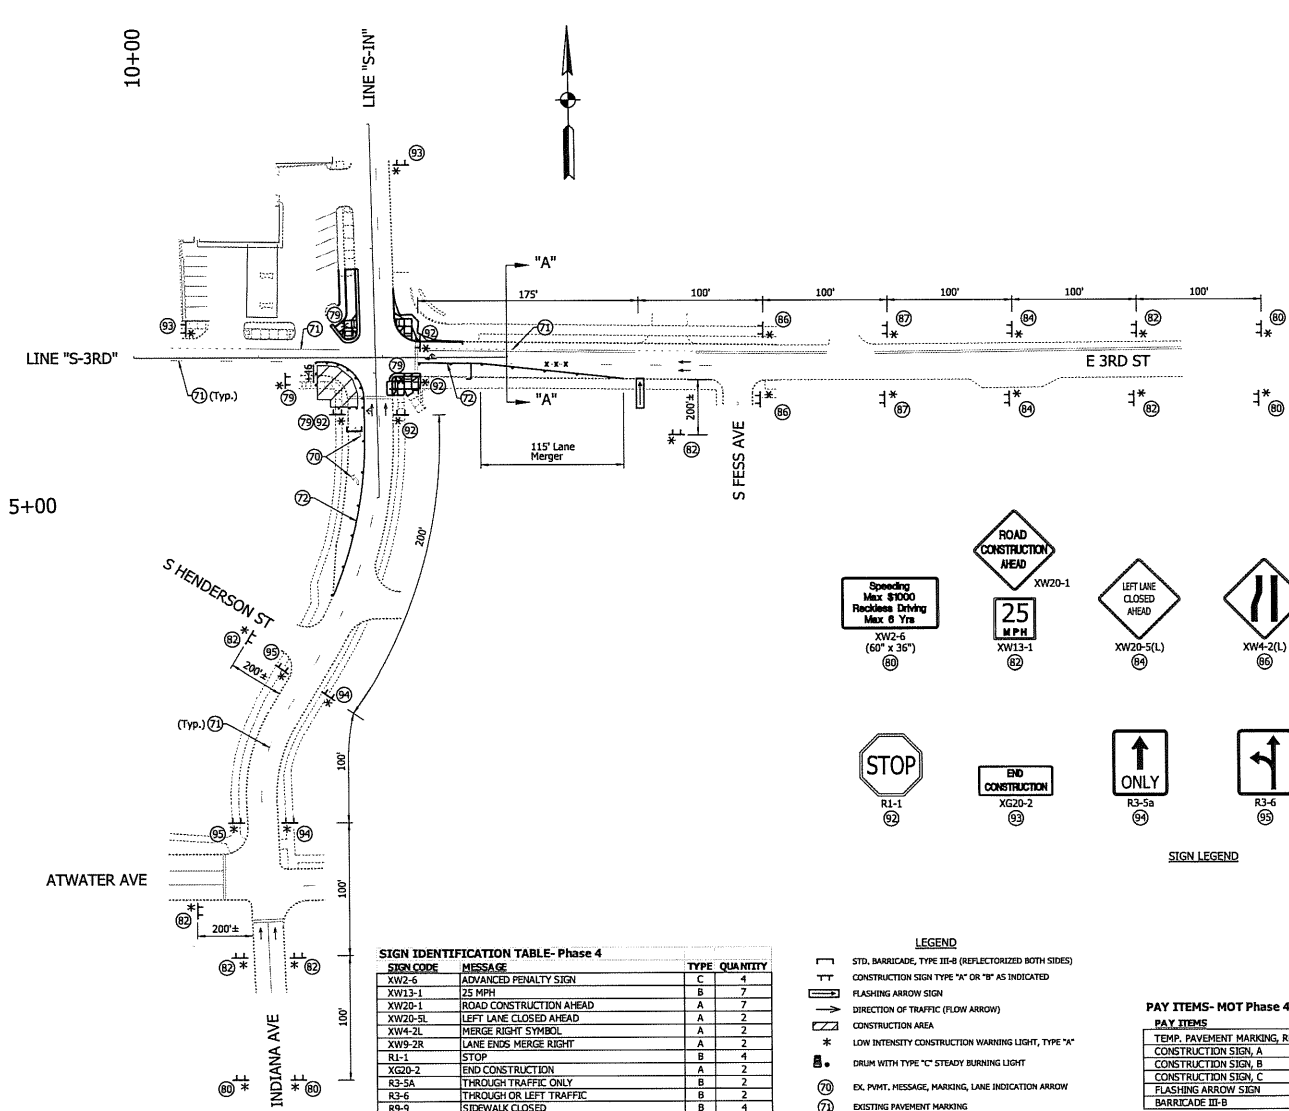 10+00
LINE "S-IN"
93
"A"
175'
100'
100'
100'
100'
100'
93
79
71
92
71
86
87
84
82
80
LINE "S-3RD"
E 3RD ST
16
79
X-X-X
71 (Typ.)
79
92
72
"A"
86
87
84
82
80
79 92
92
200'±
82
S FESS AVE
115' Lane
Merger
70
72
200'
5+00
S HENDERSON ST
82
95
200'±
94
(Typ.) 71
100'
95
94
ATWATER AVE
100'
82
200'±
82
82
100'
INDIANA AVE
80
80
ROAD
CONSTRUCTION
AHEAD
XW20-1
Speeding
Max $1000
Reckless Driving
Max 6 Yrs
XW2-6
(60" x 36")
80
25
MPH
XW13-1
82
LEFT LANE
CLOSED
AHEAD
XW20-5(L)
84
XW4-2(L)
86
STOP
R1-1
92
END
CONSTRUCTION
XG20-2
93
ONLY
R3-5a
94
R3-6
95
SIGN LEGEND
SIGN IDENTIFICATION TABLE- Phase 4
SIGN CODE MESSAGE TYPE QUANTITY
XW2-6 ADVANCED PENALTY SIGN C 4
XW13-1 25 MPH B 7
XW20-1 ROAD CONSTRUCTION AHEAD A 7
XW20-5L LEFT LANE CLOSED AHEAD A 2
XW4-2L MERGE RIGHT SYMBOL A 2
XW9-2R LANE ENDS MERGE RIGHT A 2
R1-1 STOP B 4
XG20-2 END CONSTRUCTION A 2
R3-5A THROUGH TRAFFIC ONLY B 2
R3-6 THROUGH OR LEFT TRAFFIC B 2
R9-9 SIDEWALK CLOSED B 4
LEGEND
STD. BARRICADE, TYPE III-B (REFLECTORIZED BOTH SIDES)
CONSTRUCTION SIGN TYPE "A" OR "B" AS INDICATED
FLASHING ARROW SIGN
DIRECTION OF TRAFFIC (FLOW ARROW)
CONSTRUCTION AREA
* LOW INTENSITY CONSTRUCTION WARNING LIGHT, TYPE "A"
DRUM WITH TYPE "C" STEADY BURNING LIGHT
70 EX. PVMT. MESSAGE, MARKING, LANE INDICATION ARROW
71 EXISTING PAVEMENT MARKING
PAY ITEMS- MOT Phase 4
PAY ITEMS
TEMP. PAVEMENT MARKING, R
CONSTRUCTION SIGN, A
CONSTRUCTION SIGN, B
CONSTRUCTION SIGN, C
FLASHING ARROW SIGN
BARRICADE III-B